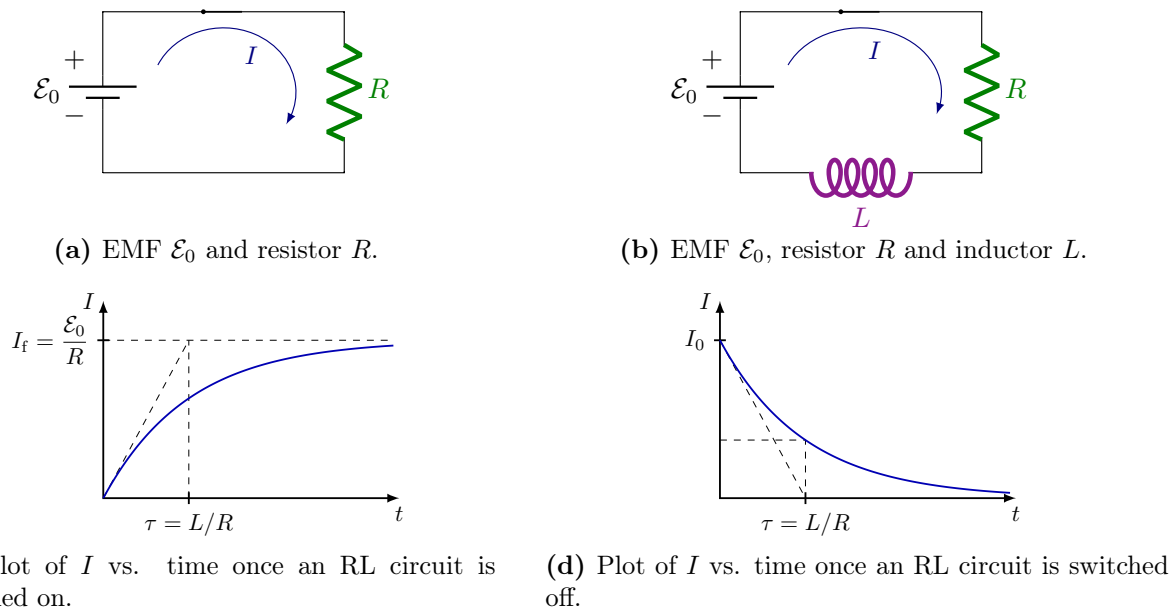 +
I
ℰ₀
R
−
(a) EMF ℰ₀ and resistor R.
+
I
ℰ₀
R
−
L
(b) EMF ℰ₀, resistor R and inductor L.
I
I_f = ℰ₀/R
τ = L/R
t
lot of I vs. time once an RL circuit is
ed on.
I
I₀
τ = L/R
t
(d) Plot of I vs. time once an RL circuit is switched
off.